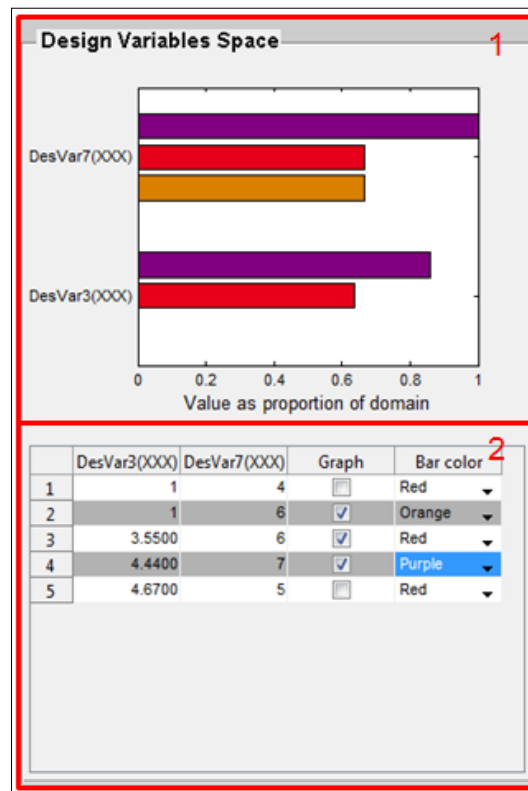 Design Variables Space
1
DesVar7(XXX)
DesVar3(XXX)
0 0.2 0.4 0.6 0.8 1
Value as proportion of domain
2
DesVar3(XXX) DesVar7(XXX) Graph Bar color
1 1 4 Red
2 1 6 Orange
3 3.5500 6 Red
4 4.4400 7 Purple
5 4.6700 5 Red